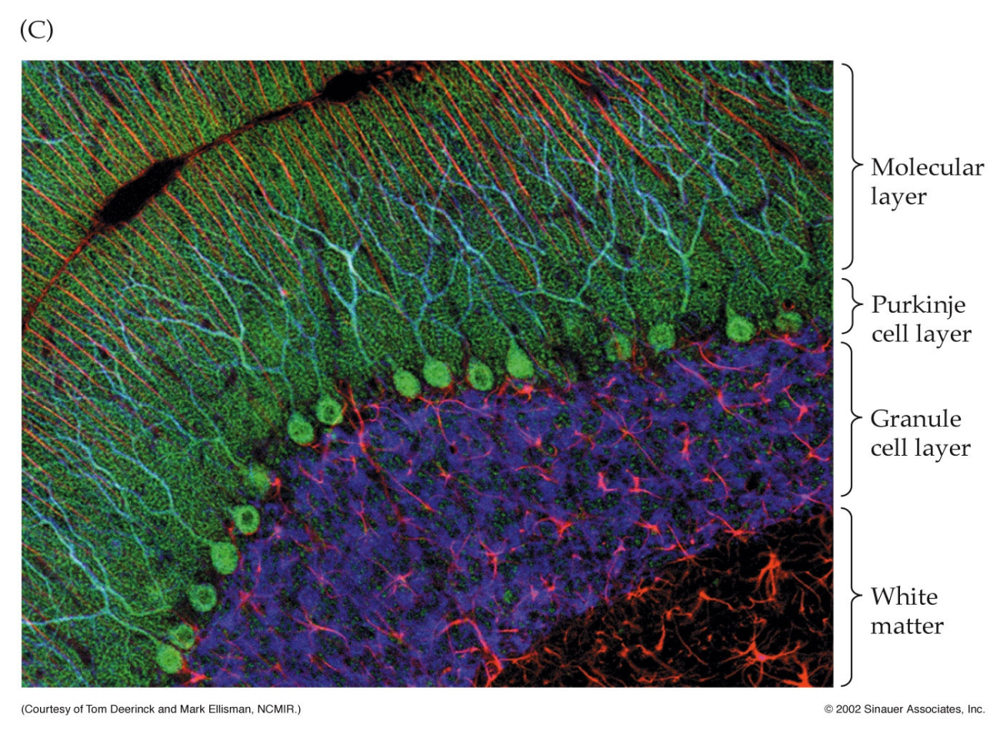 (C)
Molecular
layer
Purkinje
cell layer
Granule
cell layer
White
matter
(Courtesy of Tom Deerinck and Mark Ellisman, NCMIR.)
© 2002 Sinauer Associates, Inc.